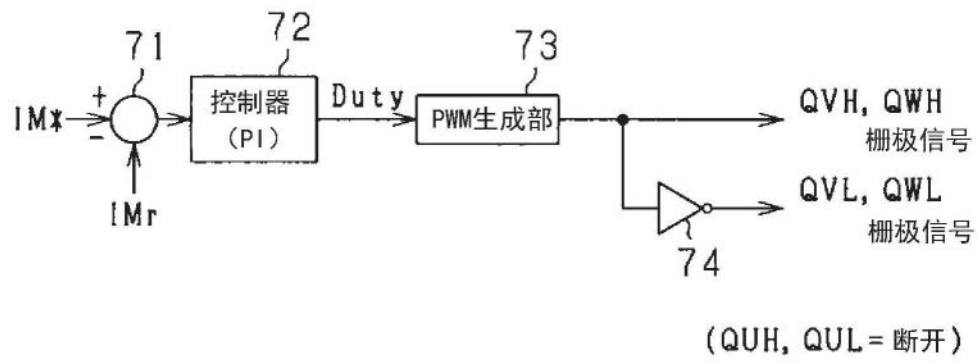 71
72
73
+
IM*
−
控制器
(PI)
Duty
PWM生成部
QVH, QWH
栅极信号
IMr
QVL, QWL
栅极信号
74
(QUH, QUL=断开)